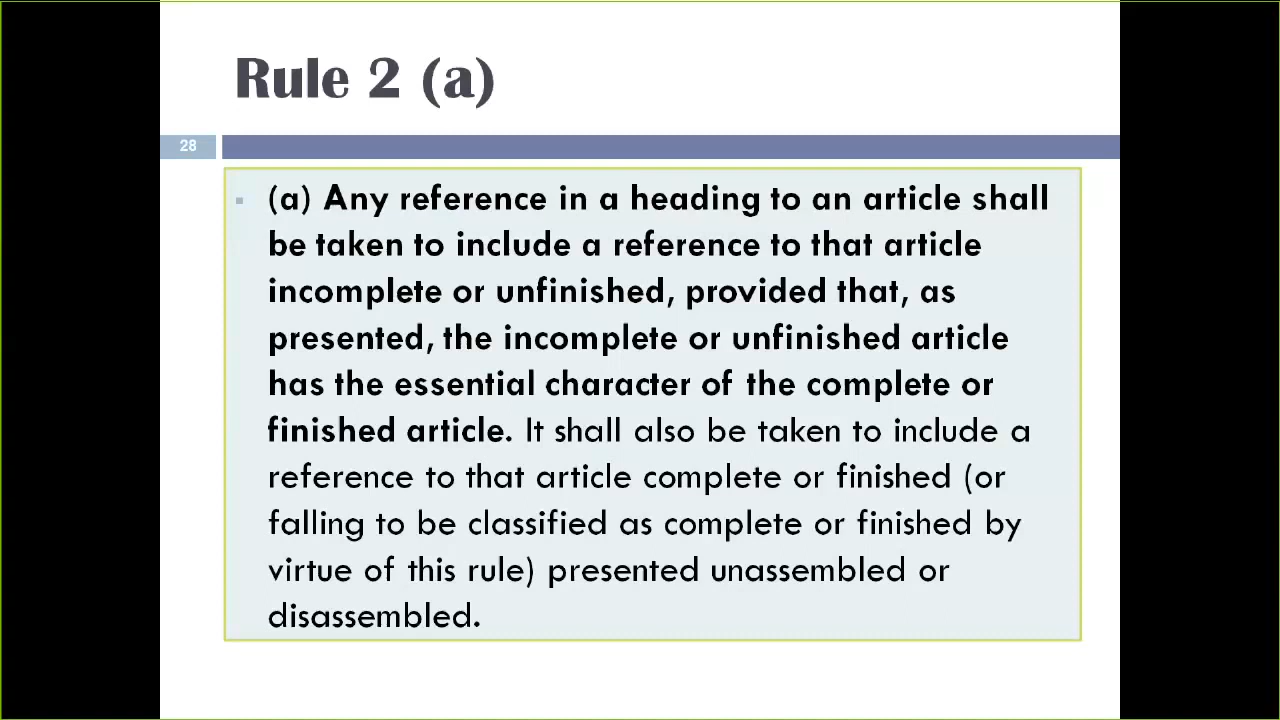 Rule 2 (a)
28
(a) Any reference in a heading to an article shall
be taken to include a reference to that article
incomplete or unfinished, provided that, as
presented, the incomplete or unfinished article
has the essential character of the complete or
finished article. It shall also be taken to include a
reference to that article complete or finished (or
falling to be classified as complete or finished by
virtue of this rule) presented unassembled or
disassembled.